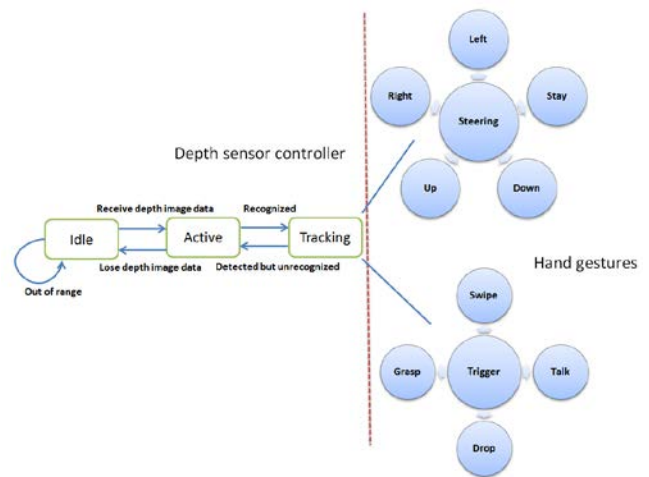 Depth sensor controller
Receive depth image data
Recognized
Idle
Active
Tracking
Lose depth image data
Detected but unrecognized
Out of range
Left
Right
Stay
Steering
Up
Down
Hand gestures
Swipe
Grasp
Trigger
Talk
Drop